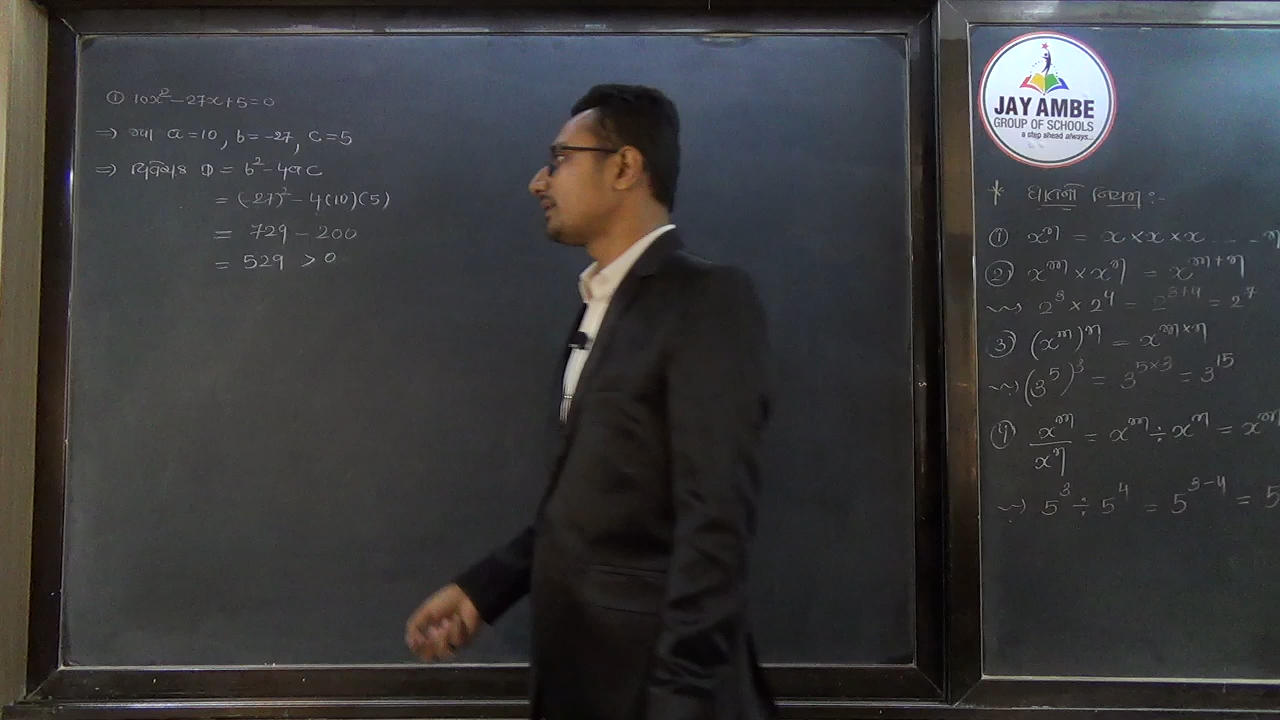 ① 10x² - 27x + 5 = 0
⇒ અહીં a = 10, b = -27, c = 5
⇒ વિવેચક D = b² - 4ac
= (-27)² - 4(10)(5)
= 729 - 200
= 529 > 0
JAY AMBE
GROUP OF SCHOOLS
a step ahead always...
* ઘાતના નિયમ :-
① xⁿ = x × x × x ... n
② xᵐ × xⁿ = xᵐ⁺ⁿ
2³ × 2⁴ = 2³⁺⁴ = 2⁷
③ (xᵐ)ⁿ = xᵐˣⁿ
(3⁵)³ = 3⁵ˣ³ = 3¹⁵
④ xᵐ/xⁿ = xᵐ ÷ xⁿ = xᵐ
5³ ÷ 5⁴ = 5³⁻⁴ = 5